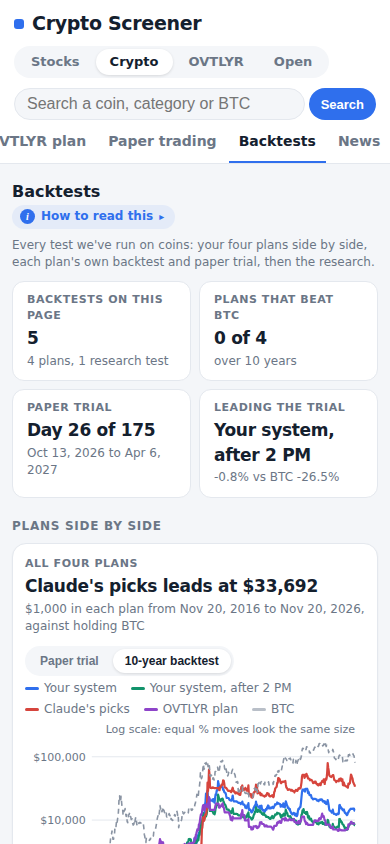 Crypto Screener
Stocks Crypto OVTLYR Open
Search a coin, category or BTC Search
VTLYR plan Paper trading Backtests News
Backtests
i How to read this ▸
Every test we've run on coins: your four plans side by side,
each plan's own backtest and paper trial, then the research.
BACKTESTS ON THIS
PAGE
5
4 plans, 1 research test
PLANS THAT BEAT
BTC
0 of 4
over 10 years
PAPER TRIAL
Day 26 of 175
Oct 13, 2026 to Apr 6,
2027
LEADING THE TRIAL
Your system,
after 2 PM
-0.8% vs BTC -26.5%
PLANS SIDE BY SIDE
ALL FOUR PLANS
Claude's picks leads at $33,692
$1,000 in each plan from Nov 20, 2016 to Nov 20, 2026,
against holding BTC
Paper trial 10-year backtest
Your system Your system, after 2 PM
Claude's picks OVTLYR plan BTC
Log scale: equal % moves look the same size
$100,000
$10,000